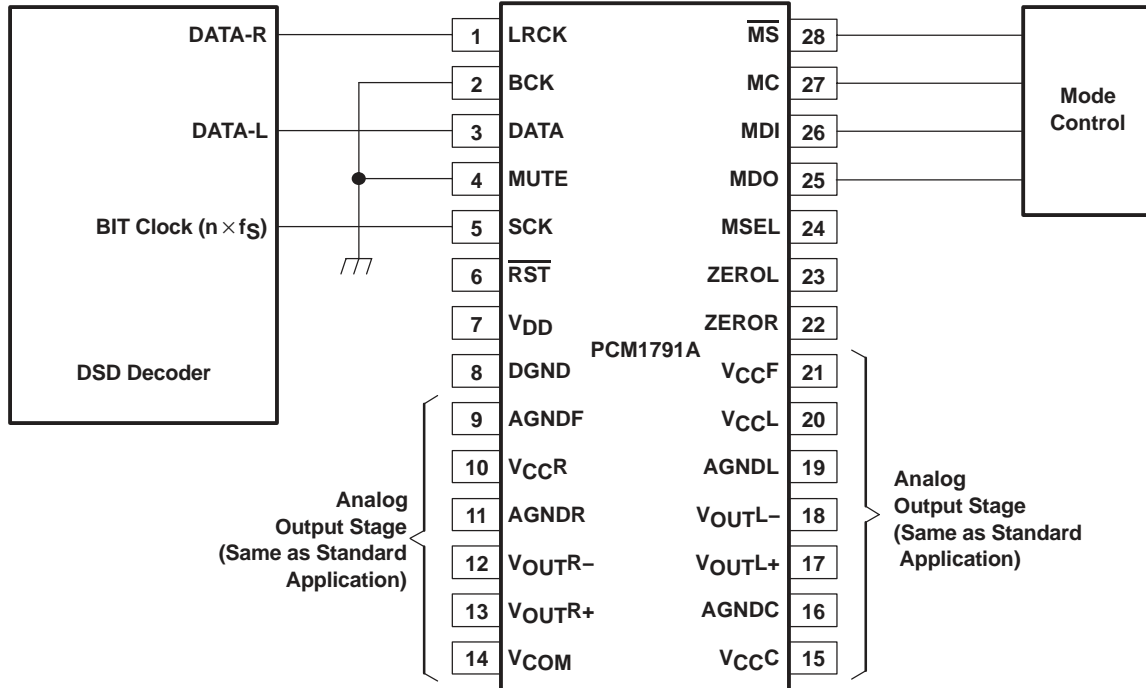 DATA-R
DATA-L
BIT Clock (n × fS)
DSD Decoder
1 LRCK
2 BCK
3 DATA
4 MUTE
5 SCK
6 R̅S̅T̅
7 VDD
8 DGND
9 AGNDF
10 VCCR
11 AGNDR
12 VOUTR–
13 VOUTR+
14 VCOM
PCM1791A
M̅S̅ 28
MC 27
MDI 26
MDO 25
MSEL 24
ZEROL 23
ZEROR 22
VCCF 21
VCCL 20
AGNDL 19
VOUTL– 18
VOUTL+ 17
AGNDC 16
VCCC 15
Mode
Control
Analog
Output Stage
(Same as Standard
Application)
Analog
Output Stage
(Same as Standard
Application)